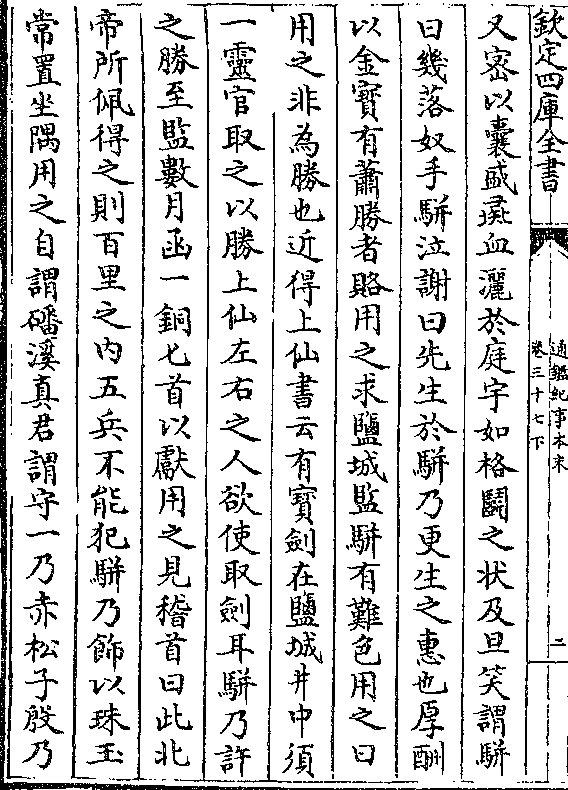 欽定四庫全書
通鑑紀事本末
卷三十七下
二
又密以囊盛彘血灑於庭宇如格鬬之狀及旦笑謂駢
曰幾落奴手駢泣謝曰先生於駢乃更生之惠也厚酬
以金寶有蕭勝者賂用之求鹽城監駢有難色用之曰
用之非為勝也近得上仙書云有寳劍在鹽城井中須
一靈官取之以勝上仙左右之人欲使取劍耳駢乃許
之勝至監數月函一銅匕首以獻用之見稽首曰此北
帝所佩得之則百里之內五兵不能犯駢乃飾以珠玉
常置坐隅用之自謂磻溪真君謂守一乃赤松子殷乃